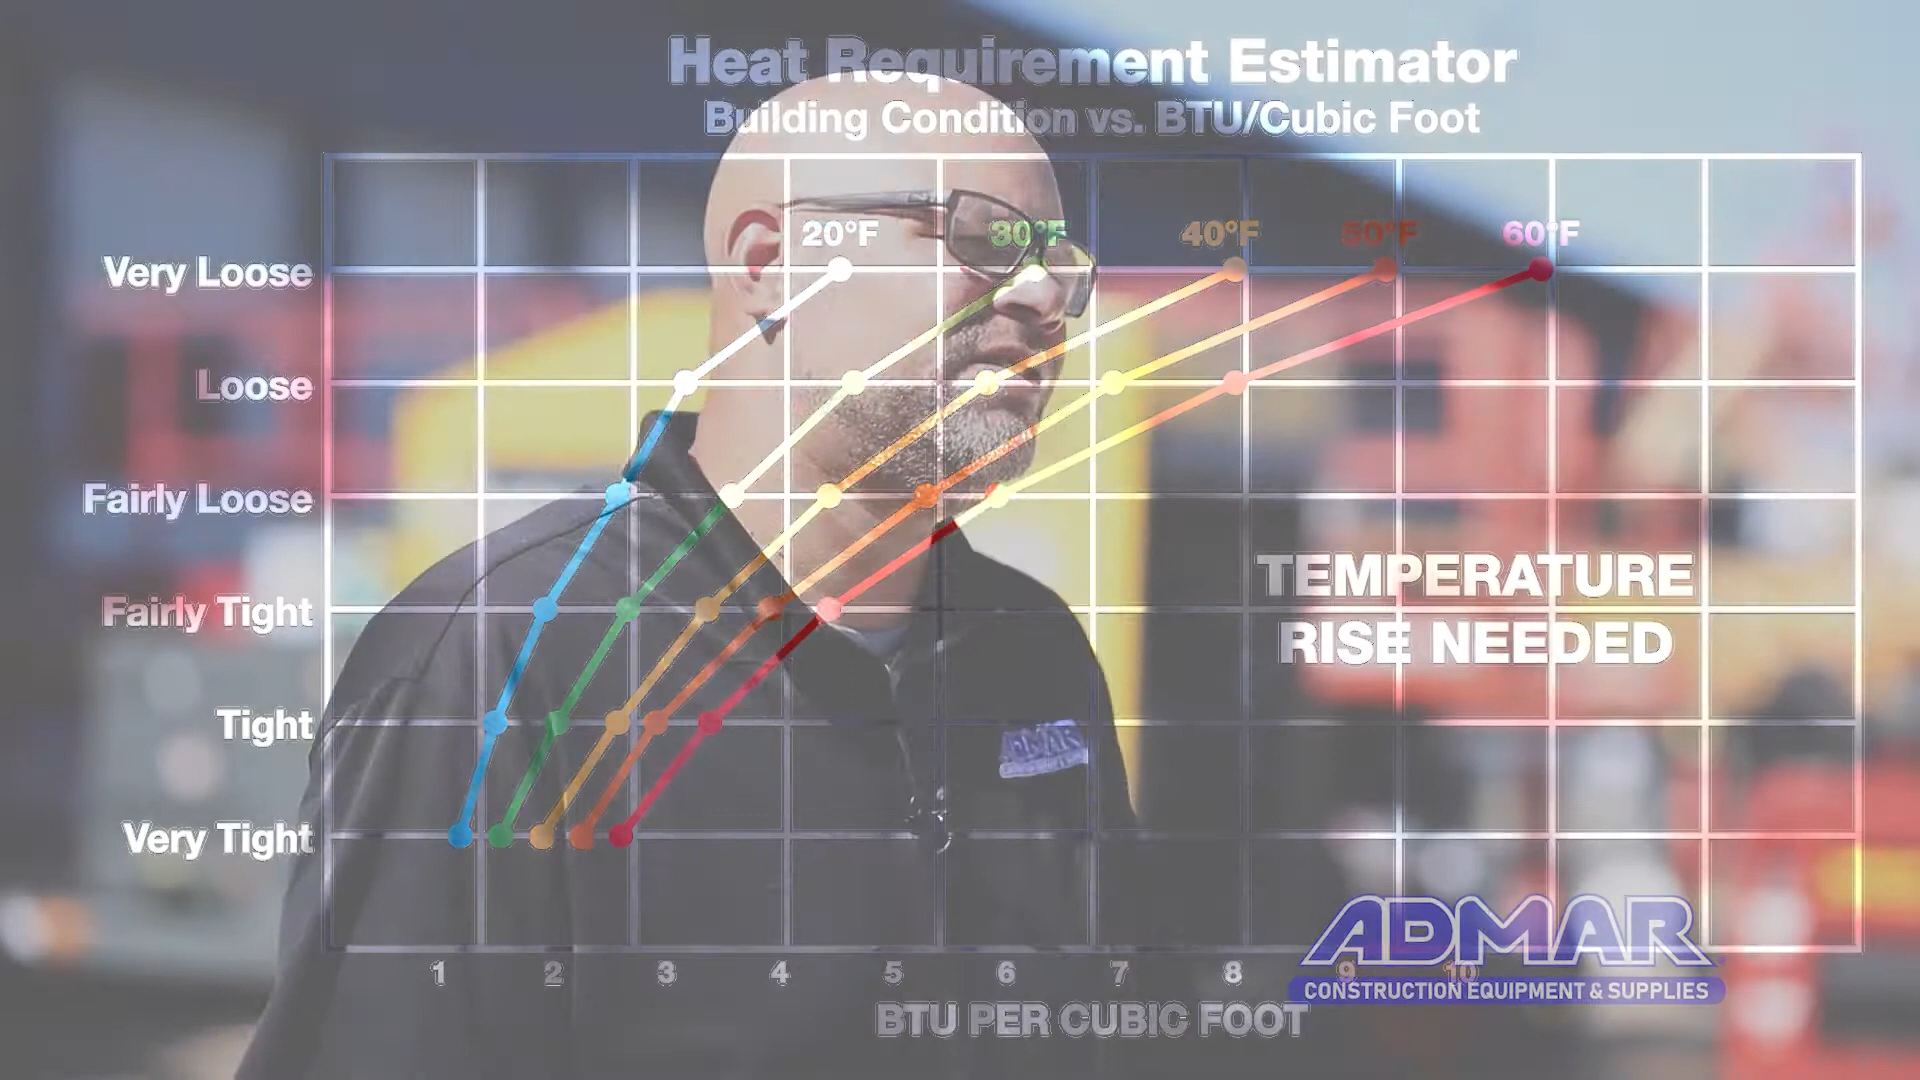 Heat Requirement Estimator
Building Condition vs. BTU/Cubic Foot
20°F 30°F 40°F 50°F 60°F
Very Loose
Loose
Fairly Loose
Fairly Tight
Tight
Very Tight
TEMPERATURE
RISE NEEDED
ADMAR
CONSTRUCTION EQUIPMENT & SUPPLIES
1 2 3 4 5 6 7 8 9 10
BTU PER CUBIC FOOT